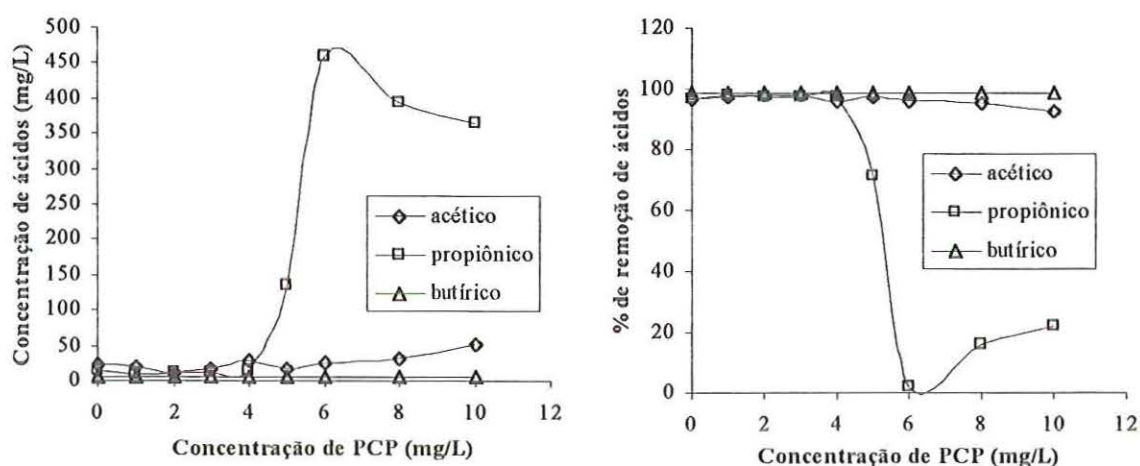 Concentração de ácidos (mg/L)
500
450
400
350
300
250
200
150
100
50
0
acético
propiônico
butírico
0 2 4 6 8 10 12
Concentração de PCP (mg/L)
% de remoção de ácidos
120
100
80
60
40
20
0
acético
propiônico
butírico
0 2 4 6 8 10 12
Concentração de PCP (mg/L)